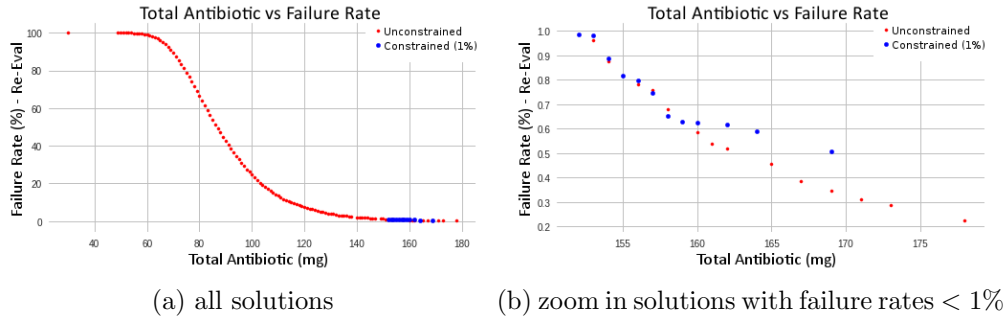 Total Antibiotic vs Failure Rate
Unconstrained
Constrained (1%)
Failure Rate (%) - Re-Eval
100
80
60
40
20
0
40 60 80 100 120 140 160 180
Total Antibiotic (mg)
(a) all solutions
Total Antibiotic vs Failure Rate
Unconstrained
Constrained (1%)
Failure Rate (%) - Re-Eval
1.0
0.9
0.8
0.7
0.6
0.5
0.4
0.3
0.2
155 160 165 170 175
Total Antibiotic (mg)
(b) zoom in solutions with failure rates < 1%